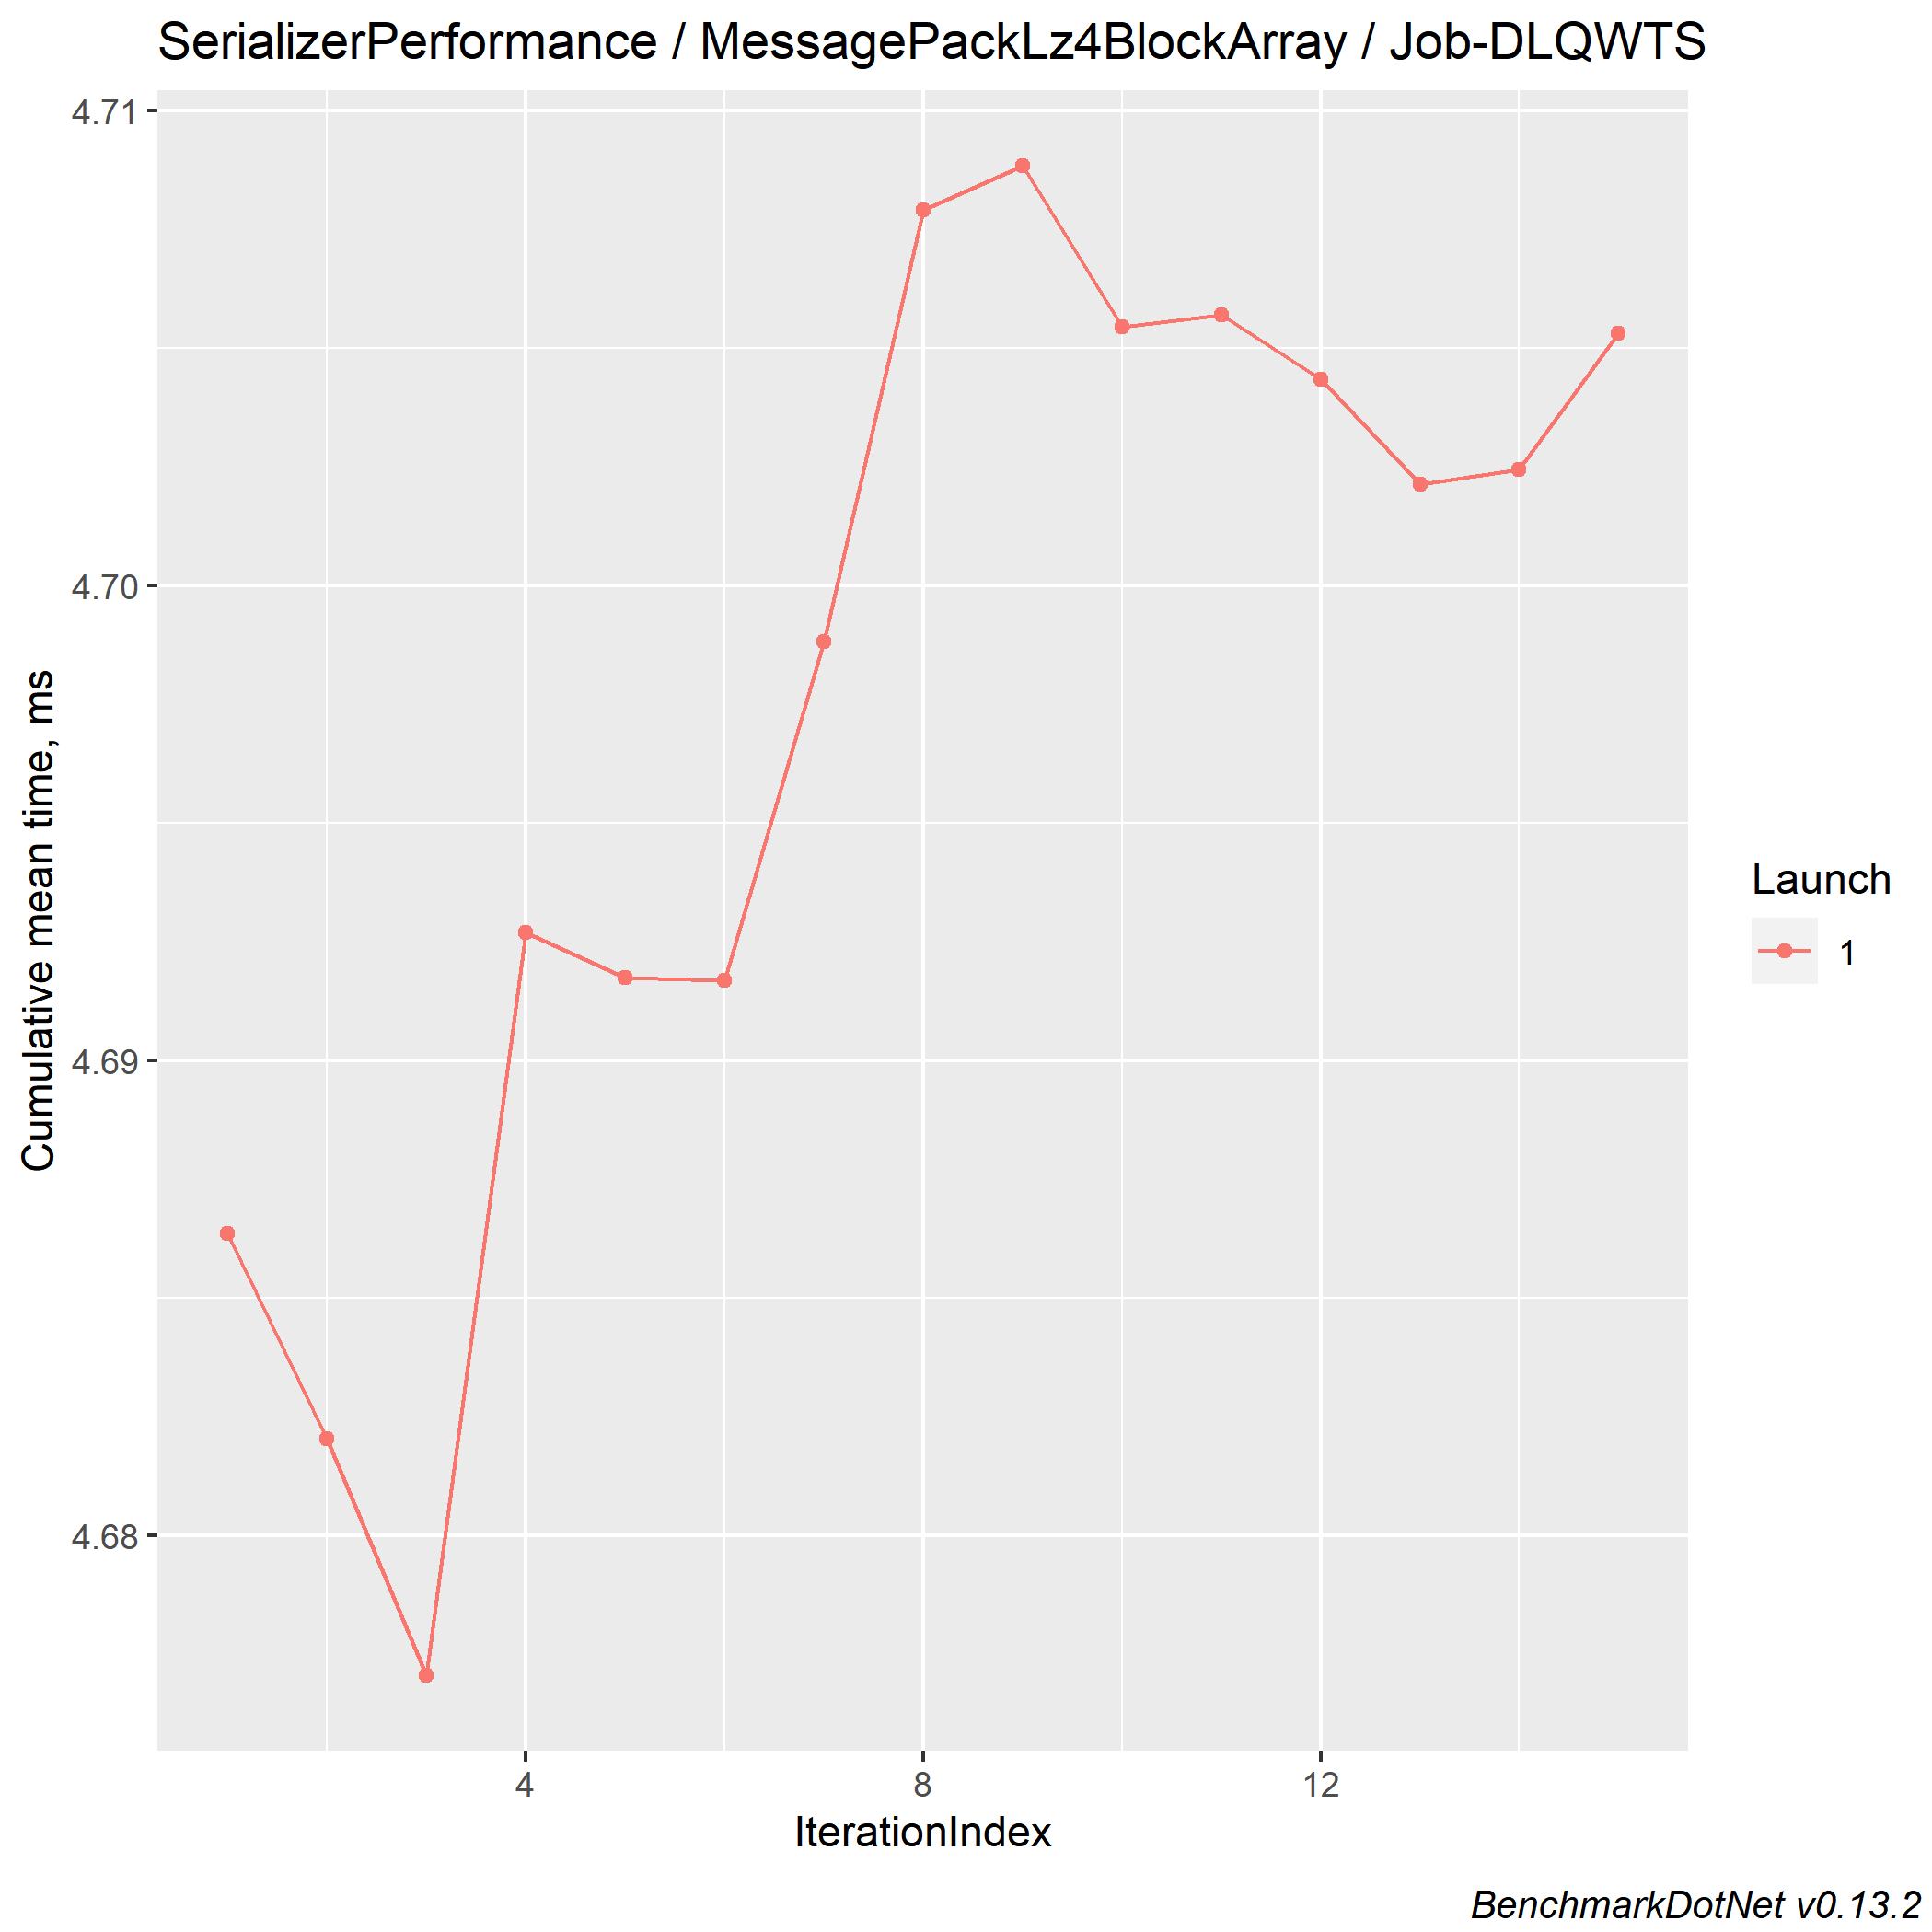 SerializerPerformance / MessagePackLz4BlockArray / Job-DLQWTS
4.71
4.70
4.69
4.68
Cumulative mean time, ms
4
8
12
IterationIndex
Launch
1
BenchmarkDotNet v0.13.2